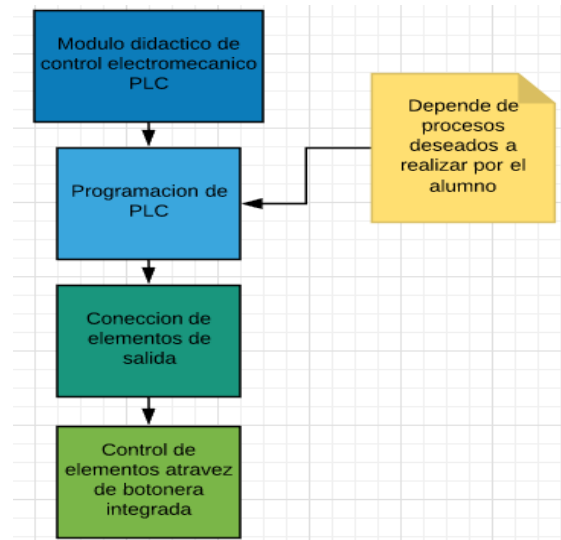 Modulo didactico de
control electromecanico
PLC
Depende de
procesos
deseados a
realizar por el
alumno
Programacion de
PLC
Coneccion de
elementos de
salida
Control de
elementos atravez
de botonera
integrada